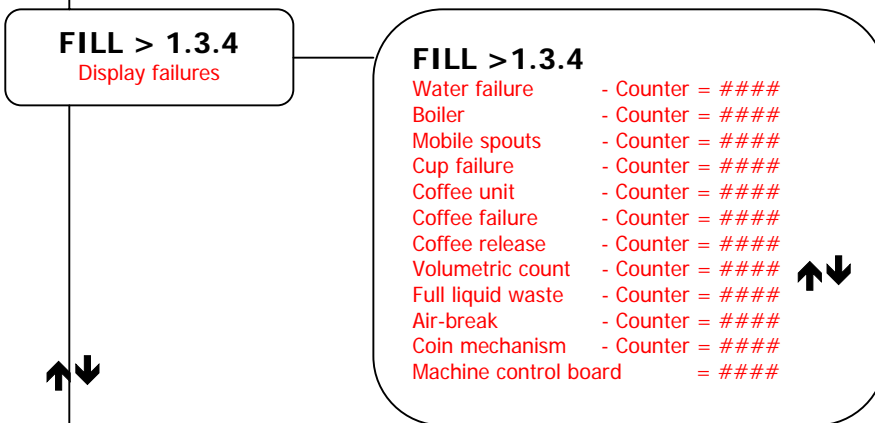 FILL > 1.3.4
Display failures
FILL >1.3.4
Water failure - Counter = ####
Boiler - Counter = ####
Mobile spouts - Counter = ####
Cup failure - Counter = ####
Coffee unit - Counter = ####
Coffee failure - Counter = ####
Coffee release - Counter = ####
Volumetric count - Counter = ####
Full liquid waste - Counter = ####
Air-break - Counter = ####
Coin mechanism - Counter = ####
Machine control board = ####